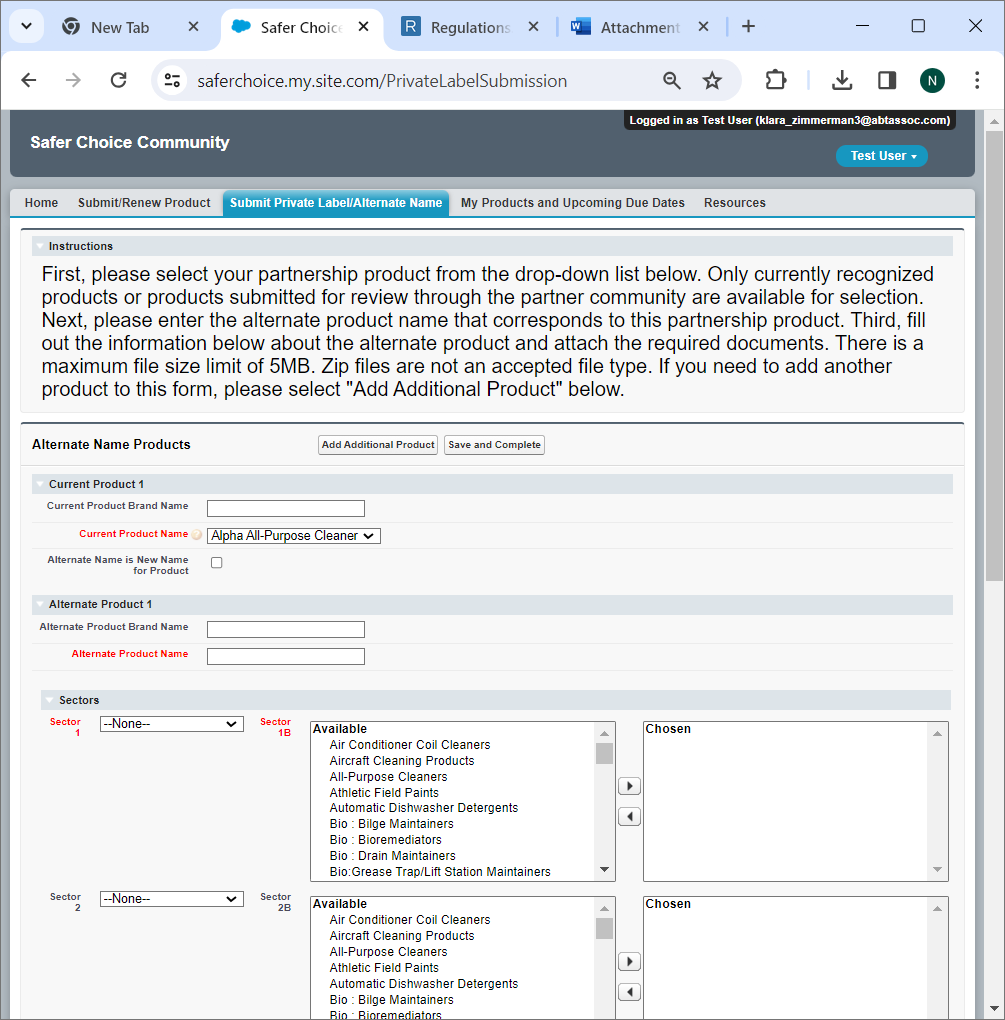 New Tab
Safer Choice
Regulations
Attachment
saferchoice.my.site.com/PrivateLabelSubmission
N
Logged in as Test User (klara_zimmerman3@abtassoc.com)
Safer Choice Community
Test User
Home Submit/Renew Product Submit Private Label/Alternate Name My Products and Upcoming Due Dates Resources
Instructions
First, please select your partnership product from the drop-down list below. Only currently recognized
products or products submitted for review through the partner community are available for selection.
Next, please enter the alternate product name that corresponds to this partnership product. Third, fill
out the information below about the alternate product and attach the required documents. There is a
maximum file size limit of 5MB. Zip files are not an accepted file type. If you need to add another
product to this form, please select "Add Additional Product" below.
Alternate Name Products
Add Additional Product
Save and Complete
Current Product 1
Current Product Brand Name
Current Product Name
Alpha All-Purpose Cleaner
Alternate Name is New Name
for Product
Alternate Product 1
Alternate Product Brand Name
Alternate Product Name
Sectors
Sector
1
--None--
Sector
1B
Available
Air Conditioner Coil Cleaners
Aircraft Cleaning Products
All-Purpose Cleaners
Athletic Field Paints
Automatic Dishwasher Detergents
Bio : Bilge Maintainers
Bio : Bioremediators
Bio : Drain Maintainers
Bio:Grease Trap/Lift Station Maintainers
Chosen
Sector
2
--None--
Sector
2B
Available
Air Conditioner Coil Cleaners
Aircraft Cleaning Products
All-Purpose Cleaners
Athletic Field Paints
Automatic Dishwasher Detergents
Bio : Bilge Maintainers
Bio : Bioremediators
Chosen